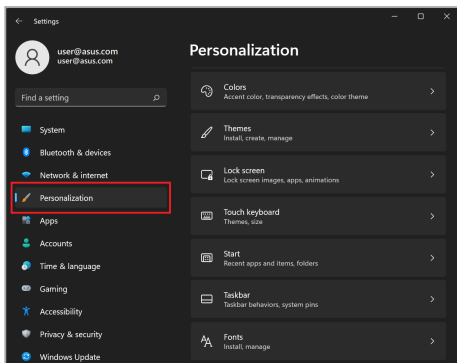 Settings
user@asus.com
user@asus.com
Find a setting
System
Bluetooth & devices
Network & internet
Personalization
Apps
Accounts
Time & language
Gaming
Accessibility
Privacy & security
Windows Update
Personalization
Colors
Accent color, transparency effects, color theme
Themes
Install, create, manage
Lock screen
Lock screen images, apps, animations
Touch keyboard
Themes, size
Start
Recent apps and items, folders
Taskbar
Taskbar behaviors, system pins
Fonts
Install, manage